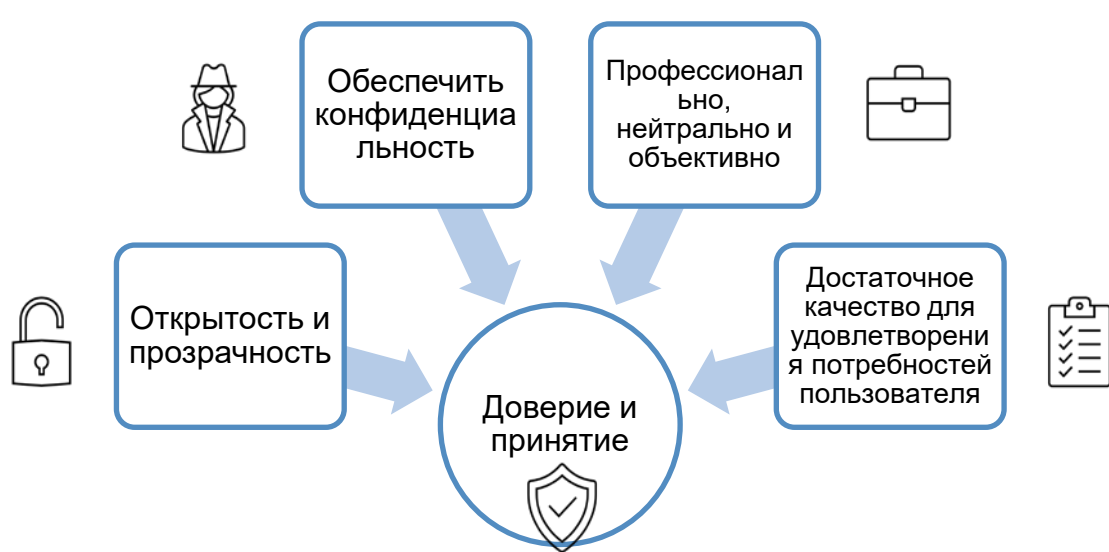 Обеспечить
конфиденциа
льность
Профессионал
ьно,
нейтрально и
объективно
Открытость и
прозрачность
Достаточное
качество для
удовлетворени
я потребностей
пользователя
Доверие и
принятие